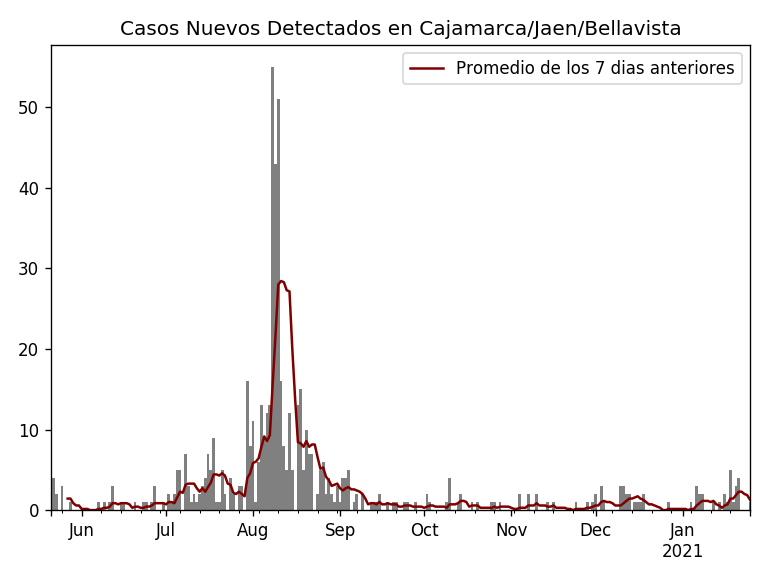 Casos Nuevos Detectados en Cajamarca/Jaen/Bellavista
Promedio de los 7 dias anteriores
50
40
30
20
10
0
Jun Jul Aug Sep Oct Nov Dec Jan
2021